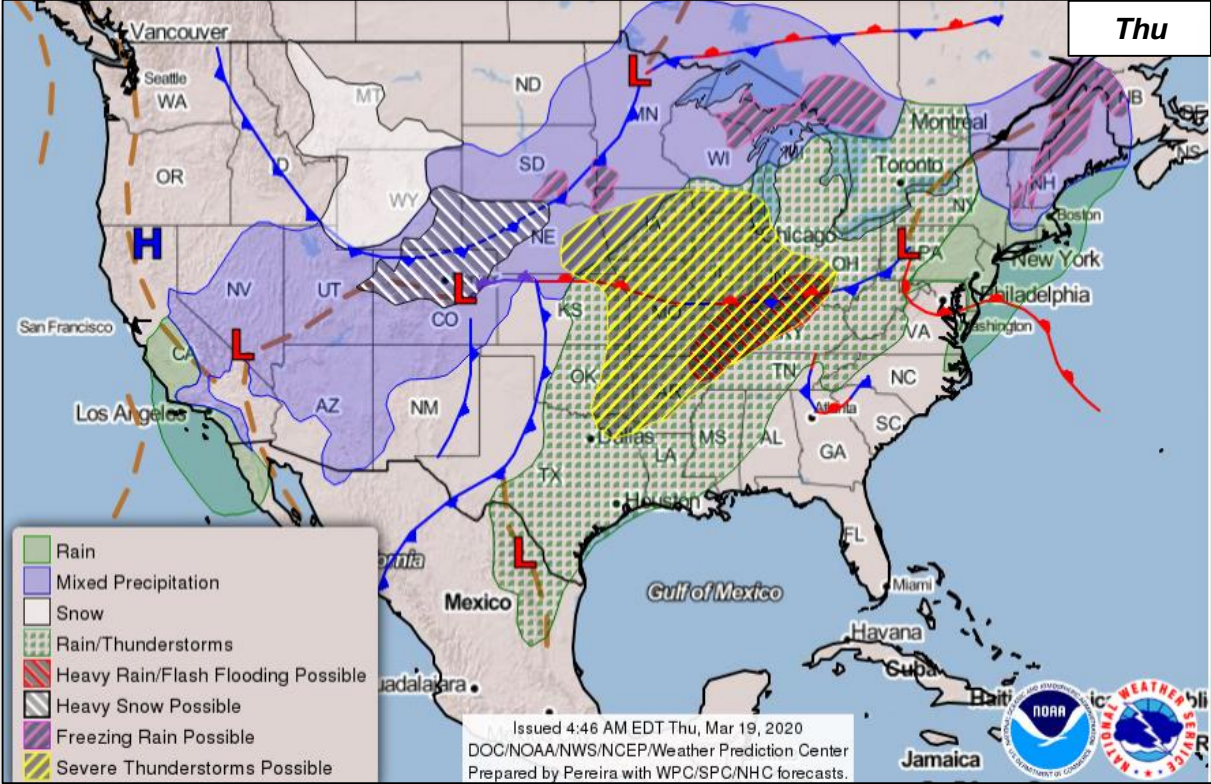 Thu
Vancouver
Seattle
WA
MT
ND
MN
Montreal
NB
NS
OR
ID
SD
WI
MI
Toronto
NH
WY
IA
NY
Boston
H
NE
Chicago
L
PA
OH
New York
NV
UT
L
Philadelphia
San Francisco
CO
KS
MO
KY
VA
Washington
CA
L
OK
AR
TN
NC
Los Angeles
AZ
NM
Atlanta
SC
Dallas
MS
AL
GA
LA
TX
Houston
FL
L
Mexico
Gulf of Mexico
Miami
Havana
Cuba
uadalajara
Haiti
Jamaica
Rain
Mixed Precipitation
Snow
Rain/Thunderstorms
Heavy Rain/Flash Flooding Possible
Heavy Snow Possible
Freezing Rain Possible
Severe Thunderstorms Possible
Issued 4:46 AM EDT Thu, Mar 19, 2020
DOC/NOAA/NWS/NCEP/Weather Prediction Center
Prepared by Pereira with WPC/SPC/NHC forecasts.
NOAA
NATIONAL WEATHER SERVICE
L